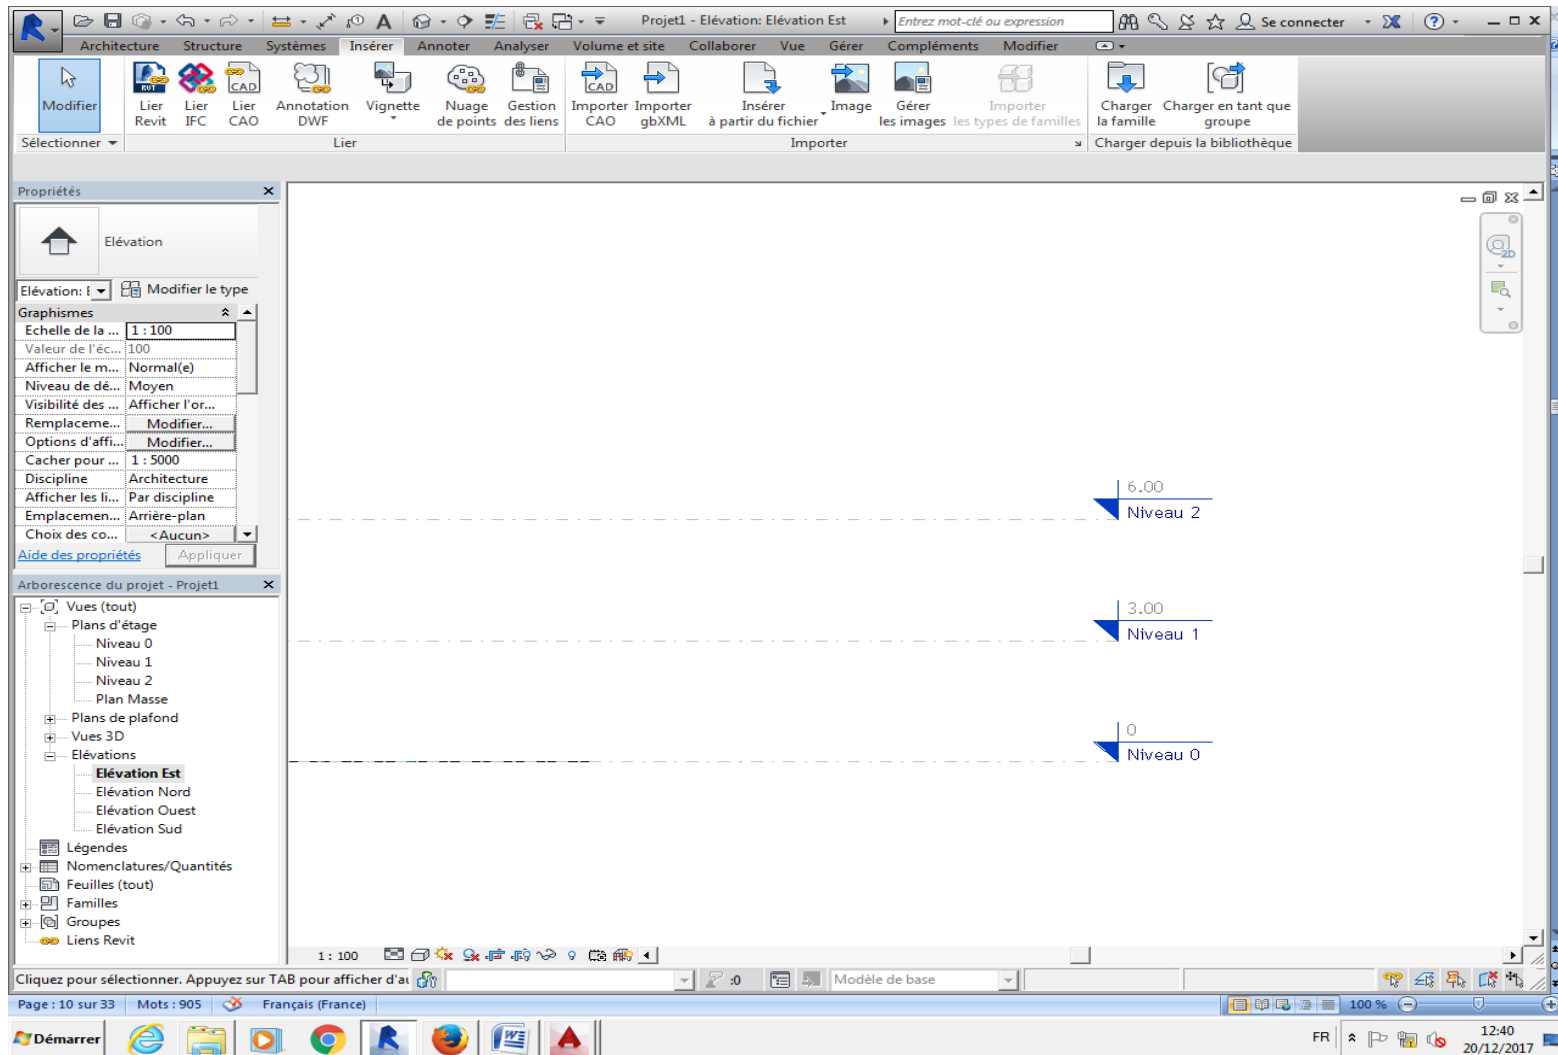 Projet1 - Elévation: Elévation Est
Entrez mot-clé ou expression
Se connecter
Architecture Structure Systèmes Insérer Annoter Analyser Volume et site Collaborer Vue Gérer Compléments Modifier
Modifier
Lier Revit
Lier IFC
Lier CAO
Annotation DWF
Vignette
Nuage de points
Gestion des liens
Importer CAO
Importer gbXML
Insérer à partir du fichier
Image
Gérer les images
Importer les types de familles
Charger la famille
Charger en tant que groupe
Sélectionner
Lier
Importer
Charger depuis la bibliothèque
Propriétés
Elévation
Elévation: E
Modifier le type
Graphismes
Echelle de la ... 1 : 100
Valeur de l'éc... 100
Afficher le m... Normal(e)
Niveau de dé... Moyen
Visibilité des ... Afficher l'or...
Remplaceme... Modifier...
Options d'affi... Modifier...
Cacher pour ... 1 : 5000
Discipline Architecture
Afficher les li... Par discipline
Emplacemen... Arrière-plan
Choix des co... <Aucun>
Aide des propriétés
Appliquer
Arborescence du projet - Projet1
Vues (tout)
Plans d'étage
Niveau 0
Niveau 1
Niveau 2
Plan Masse
Plans de plafond
Vues 3D
Elévations
Elévation Est
Elévation Nord
Elévation Ouest
Elévation Sud
Légendes
Nomenclatures/Quantités
Feuilles (tout)
Familles
Groupes
Liens Revit
2D
6.00
Niveau 2
3.00
Niveau 1
0
Niveau 0
1 : 100
Cliquez pour sélectionner. Appuyez sur TAB pour afficher d'au
:0
Modèle de base
Page : 10 sur 33 Mots : 905 Français (France)
100 %
Démarrer
FR
12:40
20/12/2017